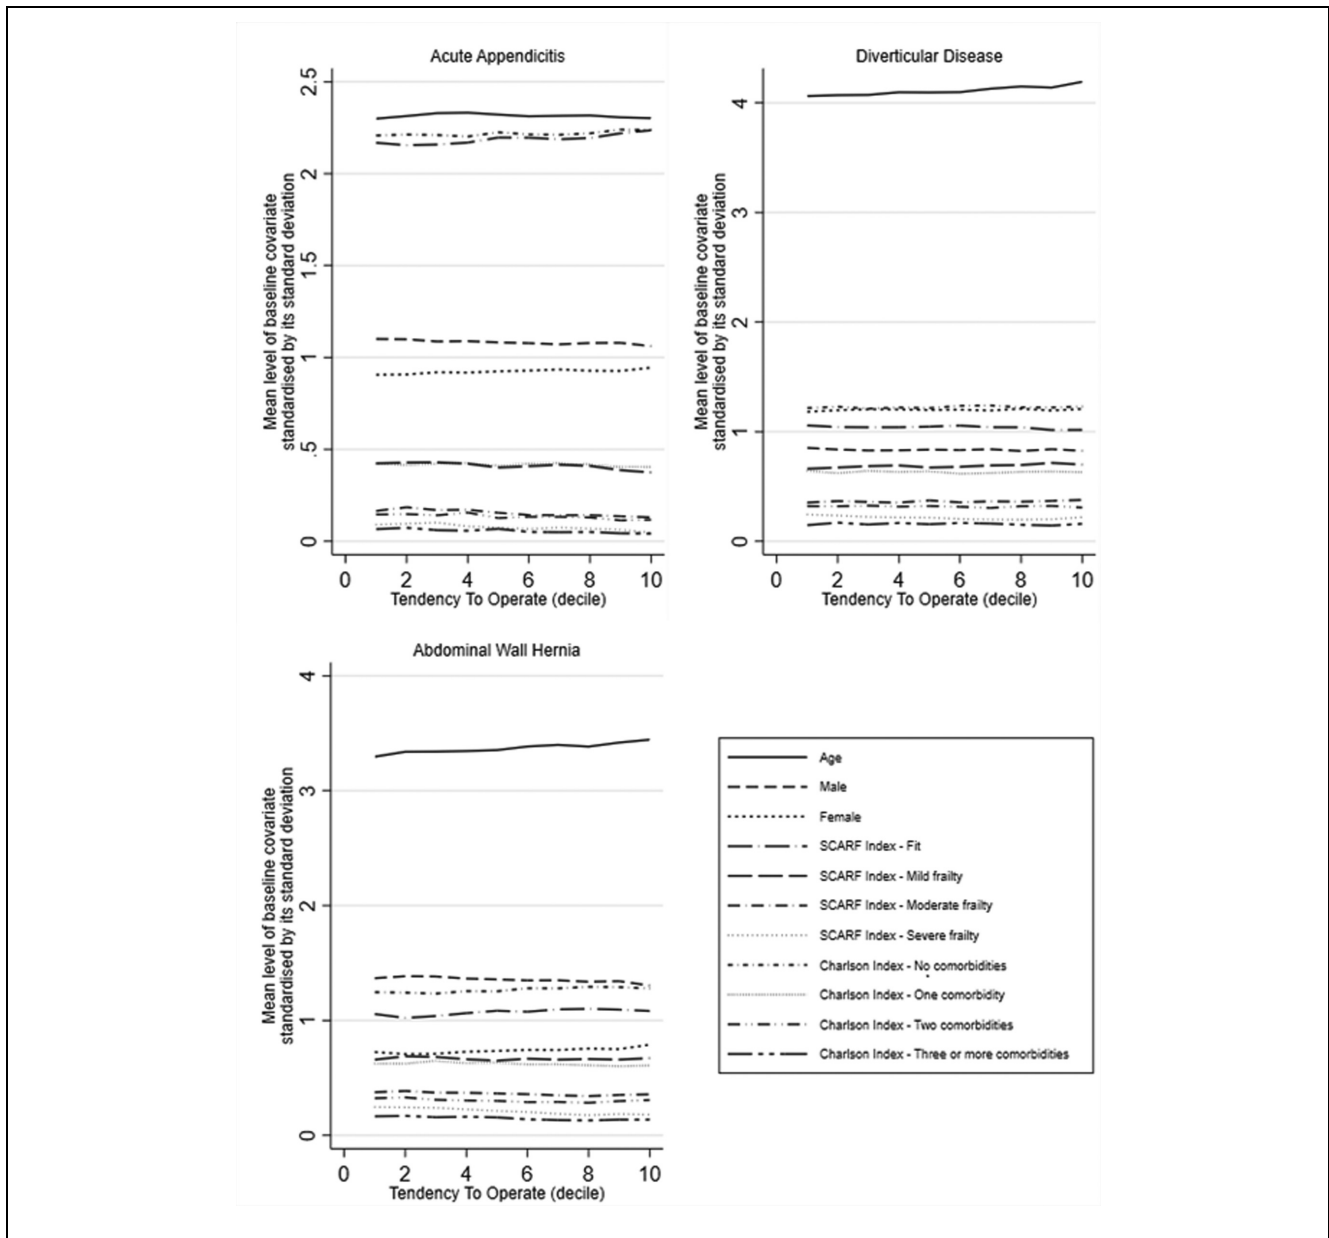 Acute Appendicitis
Mean level of baseline covariate
standardised by its standard deviation
2.5
2
1.5
1
.5
0
0 2 4 6 8 10
Tendency To Operate (decile)
Diverticular Disease
Mean level of baseline covariate
standardised by its standard deviation
4
3
2
1
0
0 2 4 6 8 10
Tendency To Operate (decile)
Abdominal Wall Hernia
Mean level of baseline covariate
standardised by its standard deviation
4
3
2
1
0
0 2 4 6 8 10
Tendency To Operate (decile)
Age
Male
Female
SCARF Index - Fit
SCARF Index - Mild frailty
SCARF Index - Moderate frailty
SCARF Index - Severe frailty
Charlson Index - No comorbidities
Charlson Index - One comorbidity
Charlson Index - Two comorbidities
Charlson Index - Three or more comorbidities